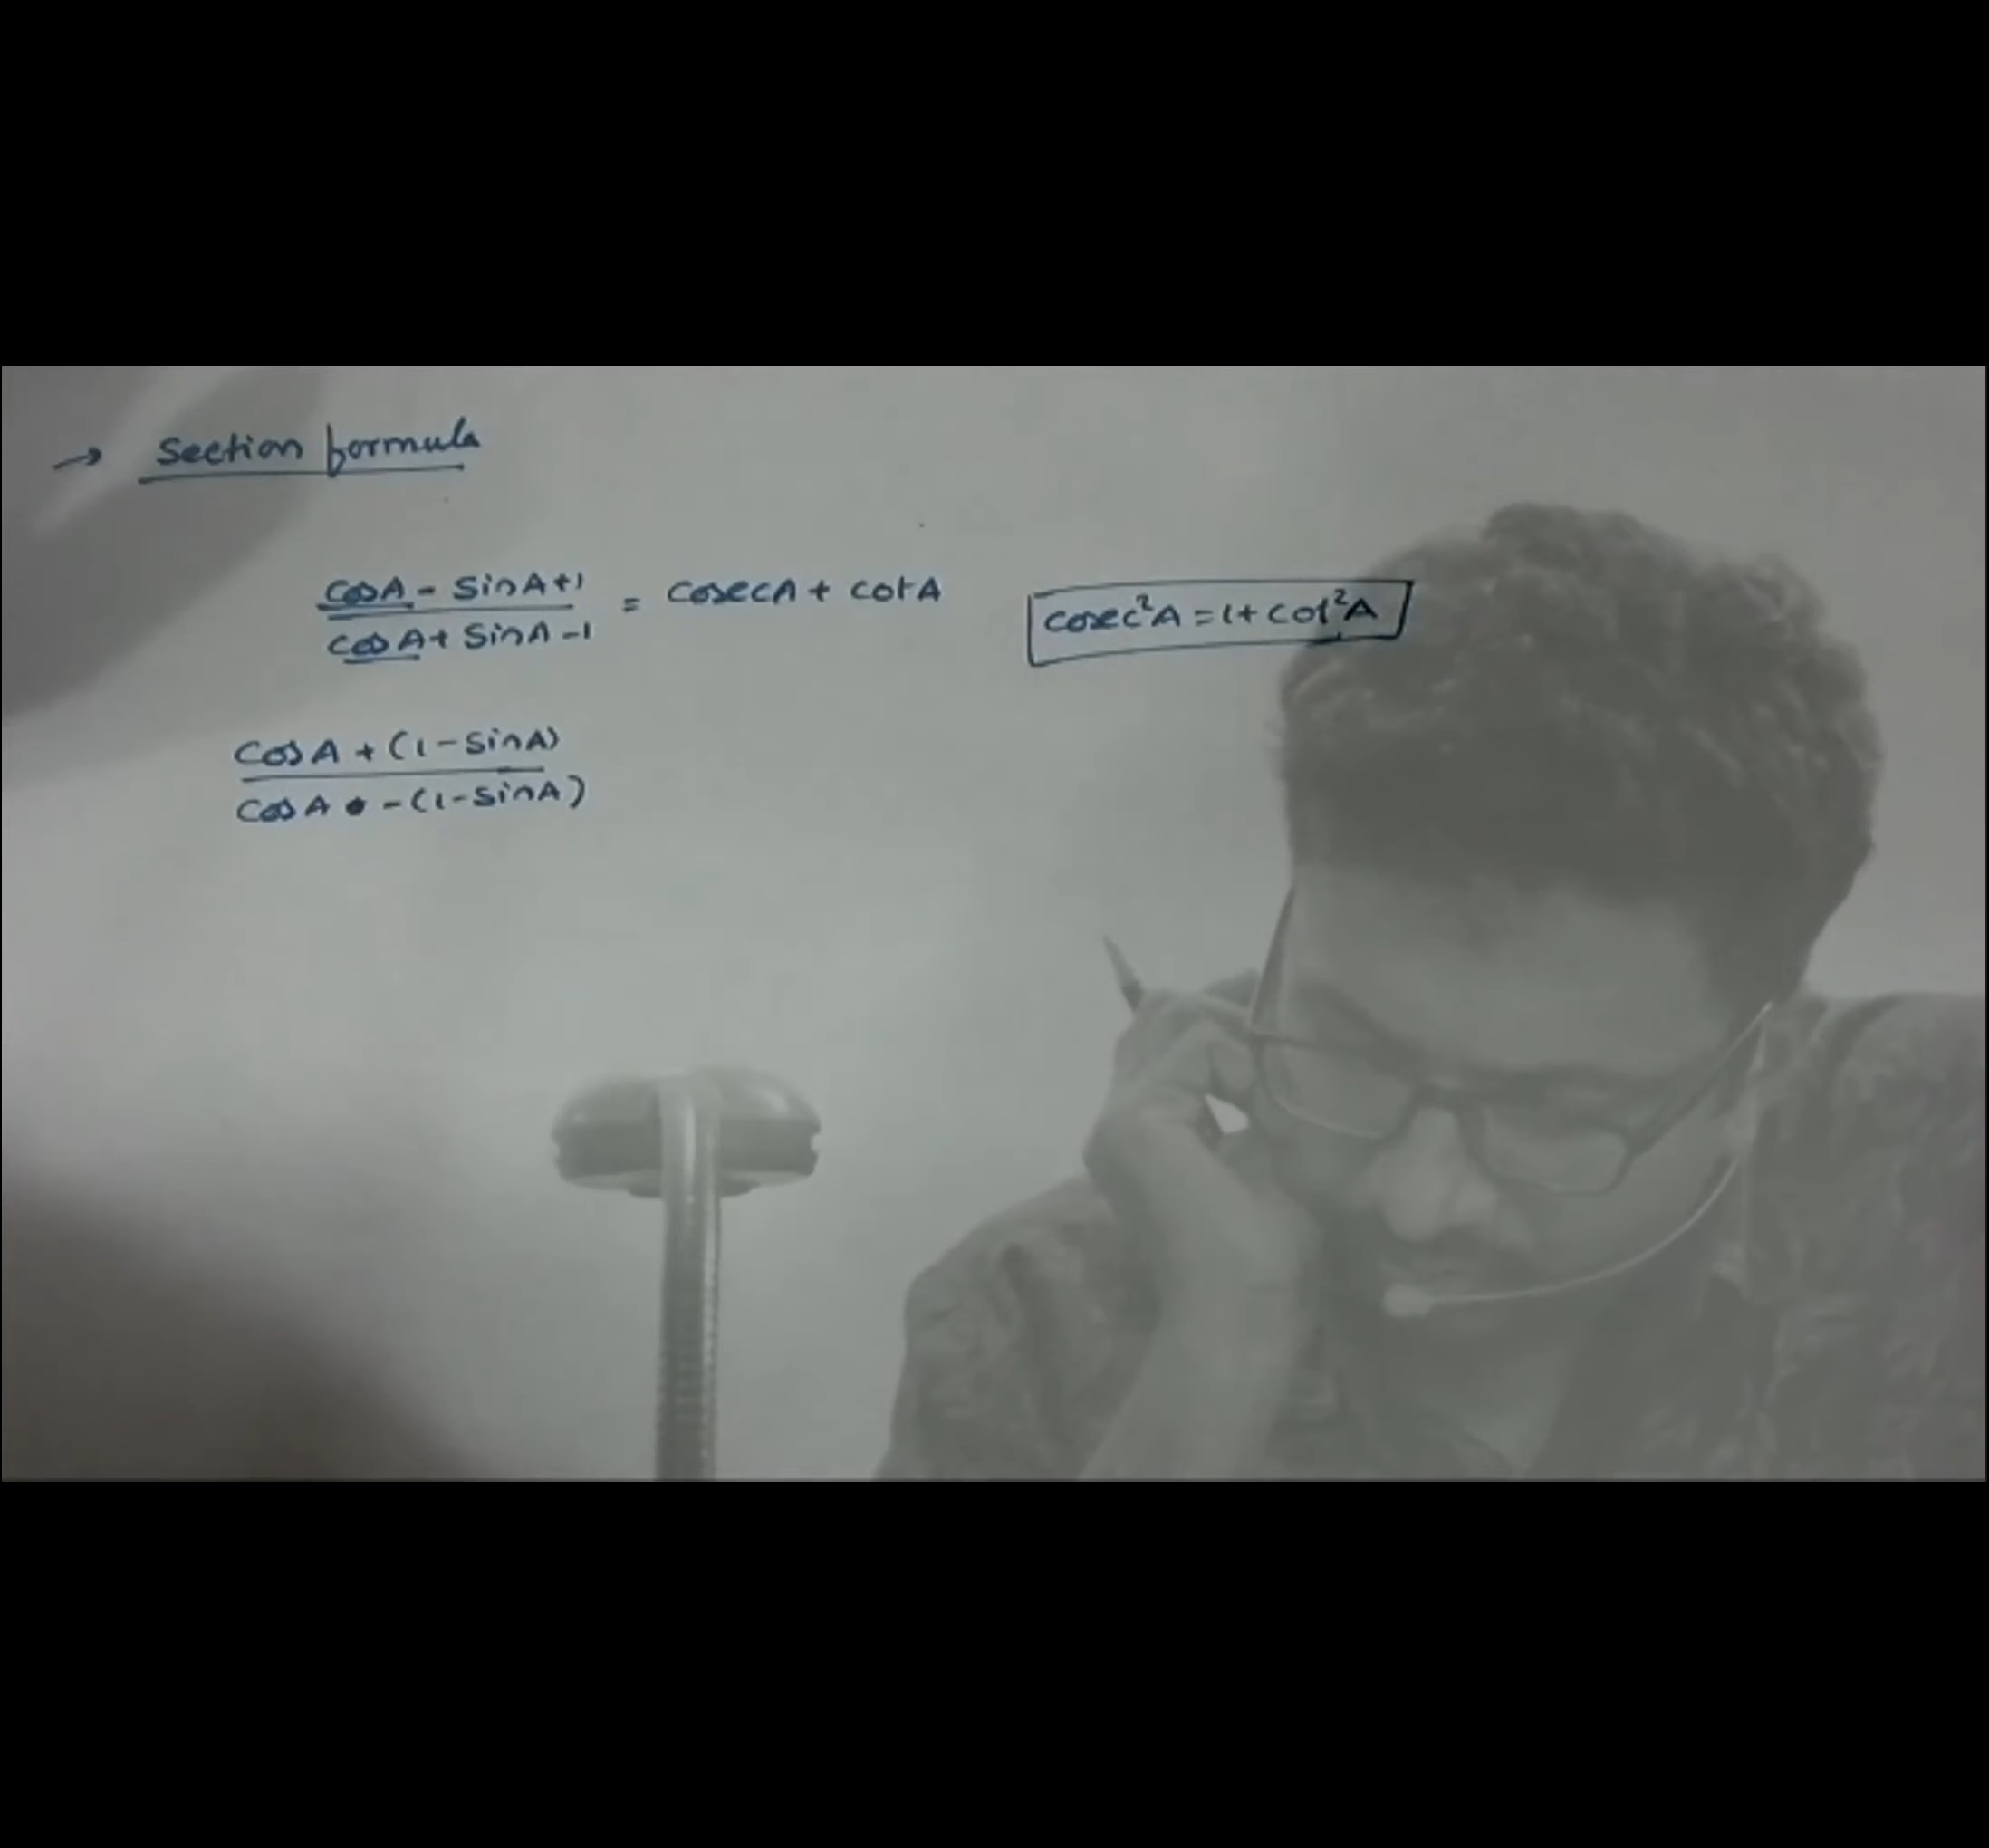 → Section formula
cosA - sinA+1 / cosA + sinA -1 = cosecA + cotA
cosec²A = 1 + cot²A
cosA + (1-sinA) / cosA • -(1-sinA)